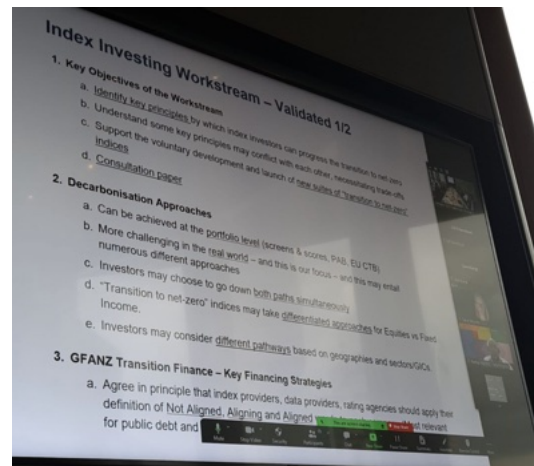 Index Investing Workstream – Validated 1/2
1. Key Objectives of the Workstream
a. Identify key principles by which index investors can progress the transition to net zero
b. Understand some key principles may conflict with each other, necessitating trade-offs
c. Support the voluntary development and launch of new suites of "transition to net-zero"
indices
d. Consultation paper
2. Decarbonisation Approaches
a. Can be achieved at the portfolio level (screens & scores, PAB, EU CTB)
b. More challenging in the real world – and this is our focus – and this may entail
numerous different approaches
c. Investors may choose to go down both paths simultaneously
d. "Transition to net-zero" Indices may take differentiated approaches for Equities vs Fixed
Income.
e. Investors may consider different pathways based on geographies and sectors/GICs.
3. GFANZ Transition Finance – Key Financing Strategies
a. Agree in principle that index providers, data providers, rating agencies should apply their
definition of Not Aligned, Aligning and Aligned relevant
for public debt and